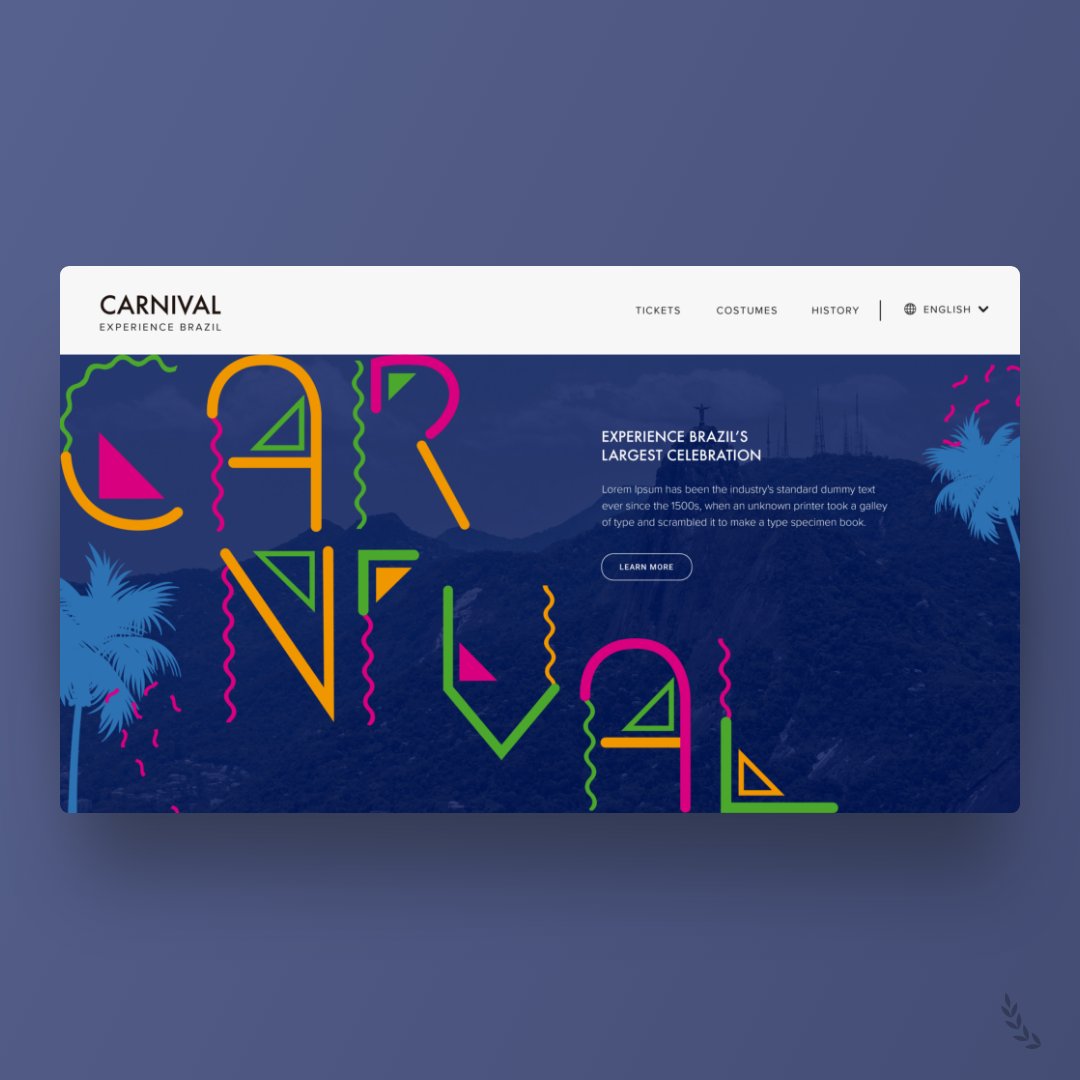 CARNIVAL
EXPERIENCE BRAZIL
TICKETS COSTUMES HISTORY ENGLISH
CAR
NIVAL
EXPERIENCE BRAZIL’S
LARGEST CELEBRATION
Lorem Ipsum has been the industry's standard dummy text
ever since the 1500s, when an unknown printer took a galley
of type and scrambled it to make a type specimen book.
LEARN MORE